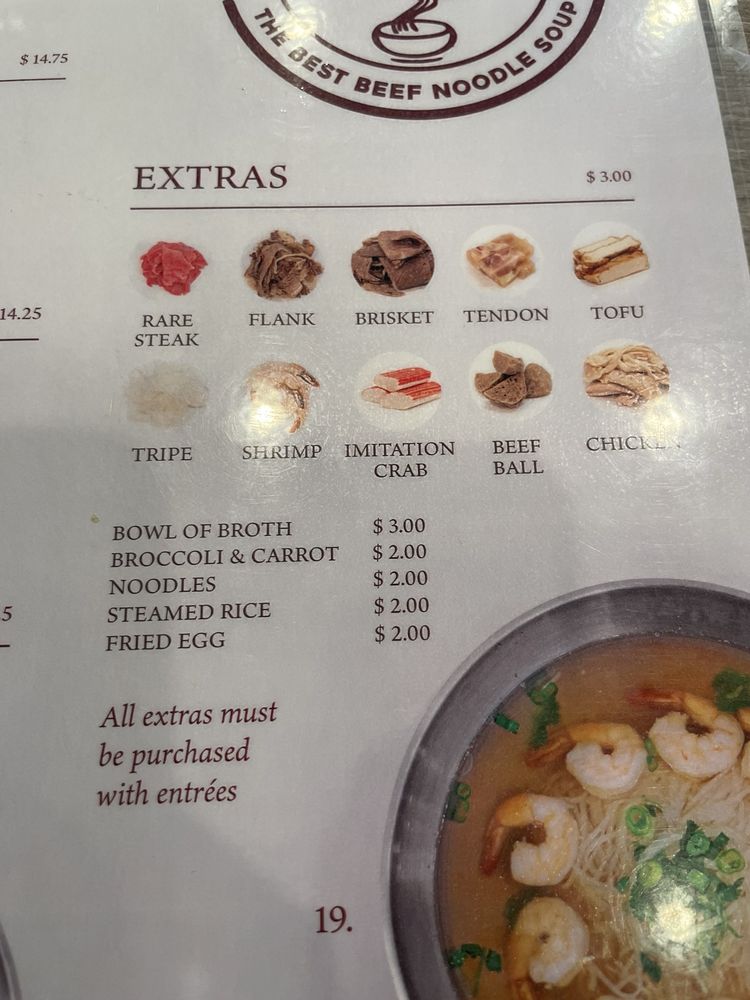 $ 14.75
THE BEST BEEF NOODLE SOUP
EXTRAS $ 3.00
RARE STEAK
FLANK
BRISKET
TENDON
TOFU
14.25
TRIPE
SHRIMP
IMITATION CRAB
BEEF BALL
CHICKEN
BOWL OF BROTH $ 3.00
BROCCOLI & CARROT $ 2.00
NOODLES $ 2.00
STEAMED RICE $ 2.00
FRIED EGG $ 2.00
All extras must
be purchased
with entrées
19.